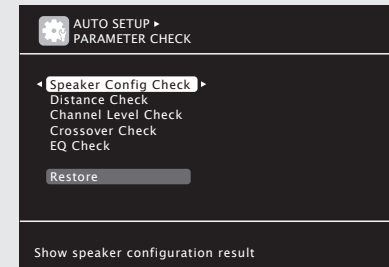 AUTO SETUP ▸
PARAMETER CHECK
◂ Speaker Config Check ▸
Distance Check
Channel Level Check
Crossover Check
EQ Check
Restore
Show speaker configuration result